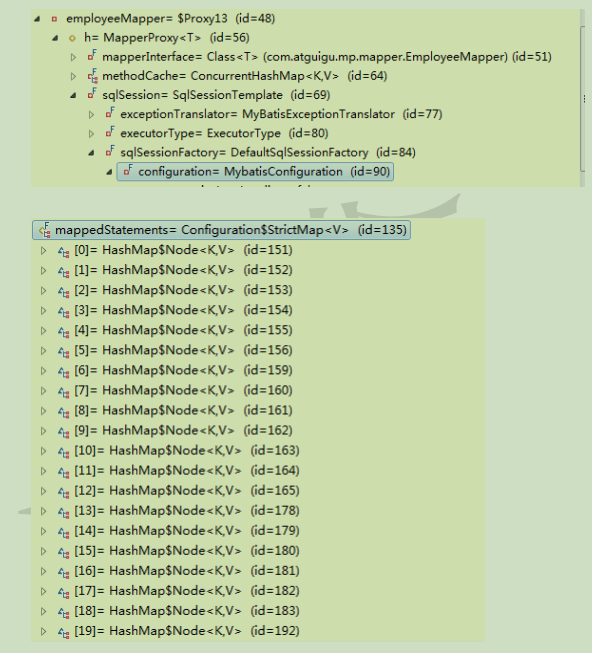 employeeMapper= $Proxy13 (id=48)
h= MapperProxy<T> (id=56)
mapperInterface= Class<T> (com.atguigu.mp.mapper.EmployeeMapper) (id=51)
methodCache= ConcurrentHashMap<K,V> (id=64)
sqlSession= SqlSessionTemplate (id=69)
exceptionTranslator= MyBatisExceptionTranslator (id=77)
executorType= ExecutorType (id=80)
sqlSessionFactory= DefaultSqlSessionFactory (id=84)
configuration= MybatisConfiguration (id=90)
mappedStatements= Configuration$StrictMap<V> (id=135)
[0]= HashMap$Node<K,V> (id=151)
[1]= HashMap$Node<K,V> (id=152)
[2]= HashMap$Node<K,V> (id=153)
[3]= HashMap$Node<K,V> (id=154)
[4]= HashMap$Node<K,V> (id=155)
[5]= HashMap$Node<K,V> (id=156)
[6]= HashMap$Node<K,V> (id=159)
[7]= HashMap$Node<K,V> (id=160)
[8]= HashMap$Node<K,V> (id=161)
[9]= HashMap$Node<K,V> (id=162)
[10]= HashMap$Node<K,V> (id=163)
[11]= HashMap$Node<K,V> (id=164)
[12]= HashMap$Node<K,V> (id=165)
[13]= HashMap$Node<K,V> (id=178)
[14]= HashMap$Node<K,V> (id=179)
[15]= HashMap$Node<K,V> (id=180)
[16]= HashMap$Node<K,V> (id=181)
[17]= HashMap$Node<K,V> (id=182)
[18]= HashMap$Node<K,V> (id=183)
[19]= HashMap$Node<K,V> (id=192)